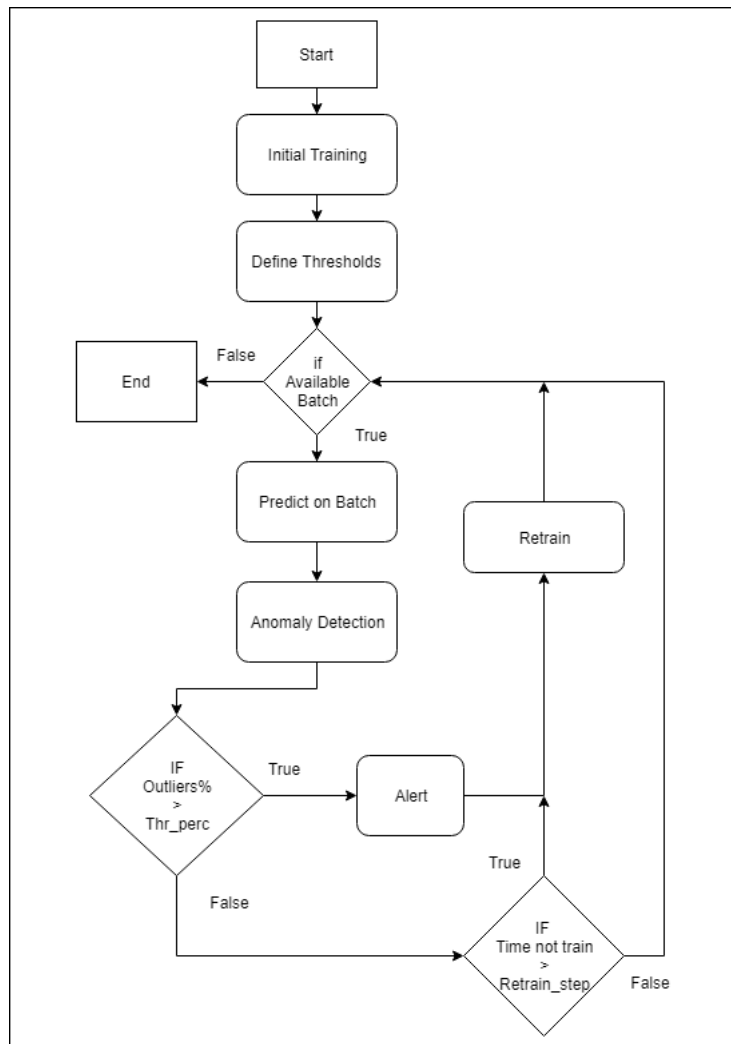 Start
Initial Training
Define Thresholds
False
End
if
Available
Batch
True
Predict on Batch
Retrain
Anomaly Detection
IF
Outliers%
>
Thr_perc
True
Alert
True
False
IF
Time not train
>
Retrain_step
False